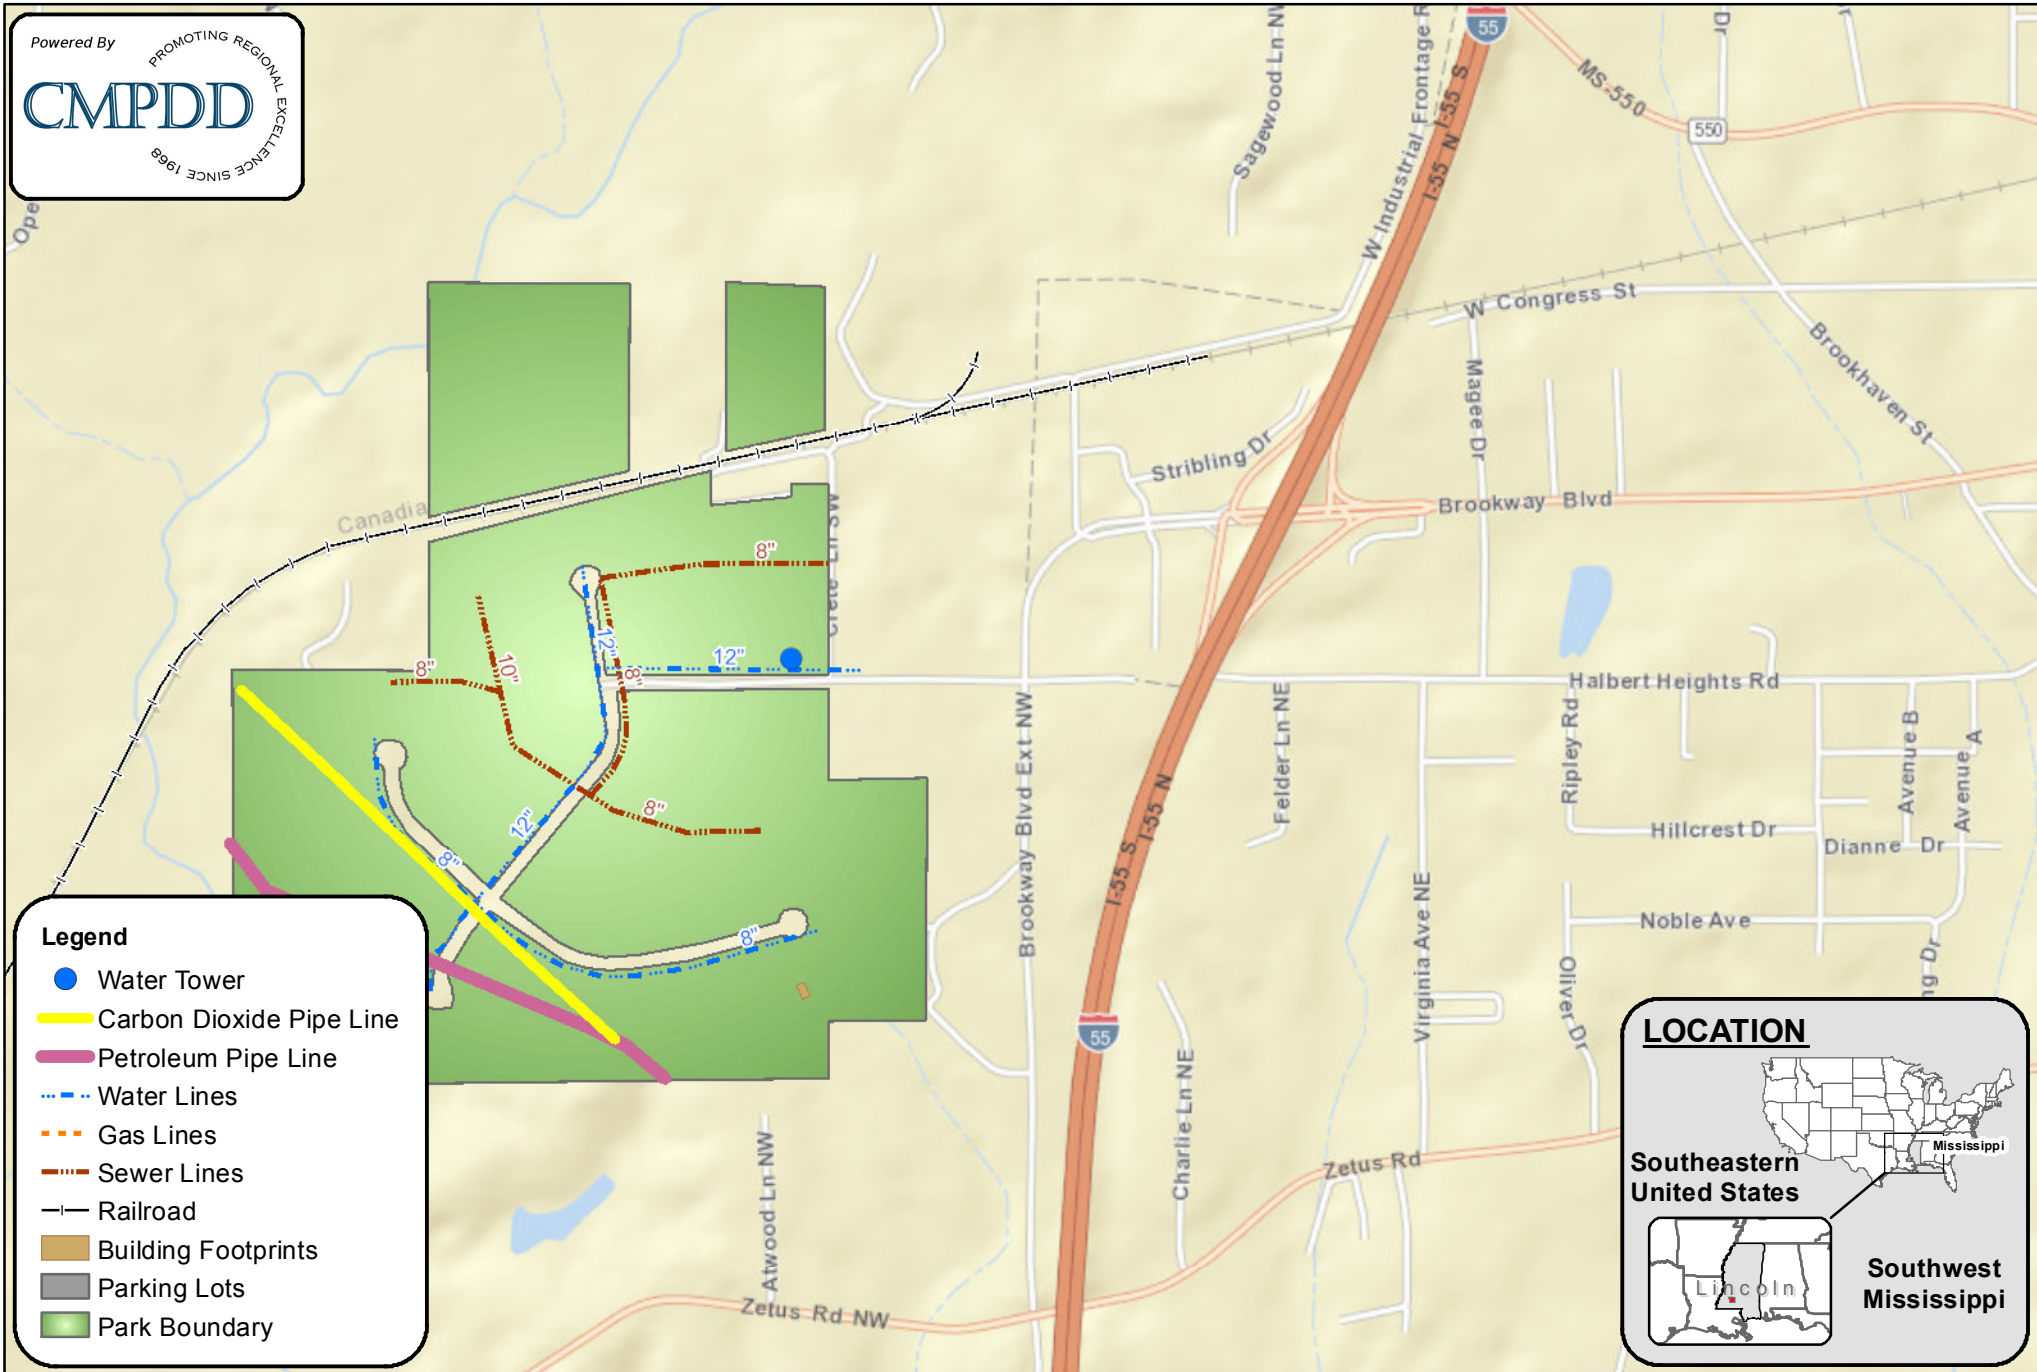 Powered By
CMPDD
PROMOTING REGIONAL EXCELLENCE SINCE 1968
Ope
Sagewood Ln NW
W Industrial Frontage R
I-55 S
I-55 N
55
MS-550
550
Dr
W Congress St
Brookhaven St
Magee Dr
Stribling Dr
Brookway Blvd
Canadia
Crete Ln SW
8"
12"
12"
10"
8"
8"
8"
12"
8"
8"
Halbert Heights Rd
Brookway Blvd Ext NW
Felder Ln NE
Ripley Rd
Avenue B
Avenue A
Hillcrest Dr
Dianne Dr
I-55 S
I-55 N
Virginia Ave NE
Noble Ave
Oliver Dr
ng Dr
55
Charlie Ln NE
Atwood Ln NW
Zetus Rd
Zetus Rd NW
Legend
Water Tower
Carbon Dioxide Pipe Line
Petroleum Pipe Line
Water Lines
Gas Lines
Sewer Lines
Railroad
Building Footprints
Parking Lots
Park Boundary
LOCATION
Mississippi
Southeastern
United States
Lincoln
Southwest
Mississippi